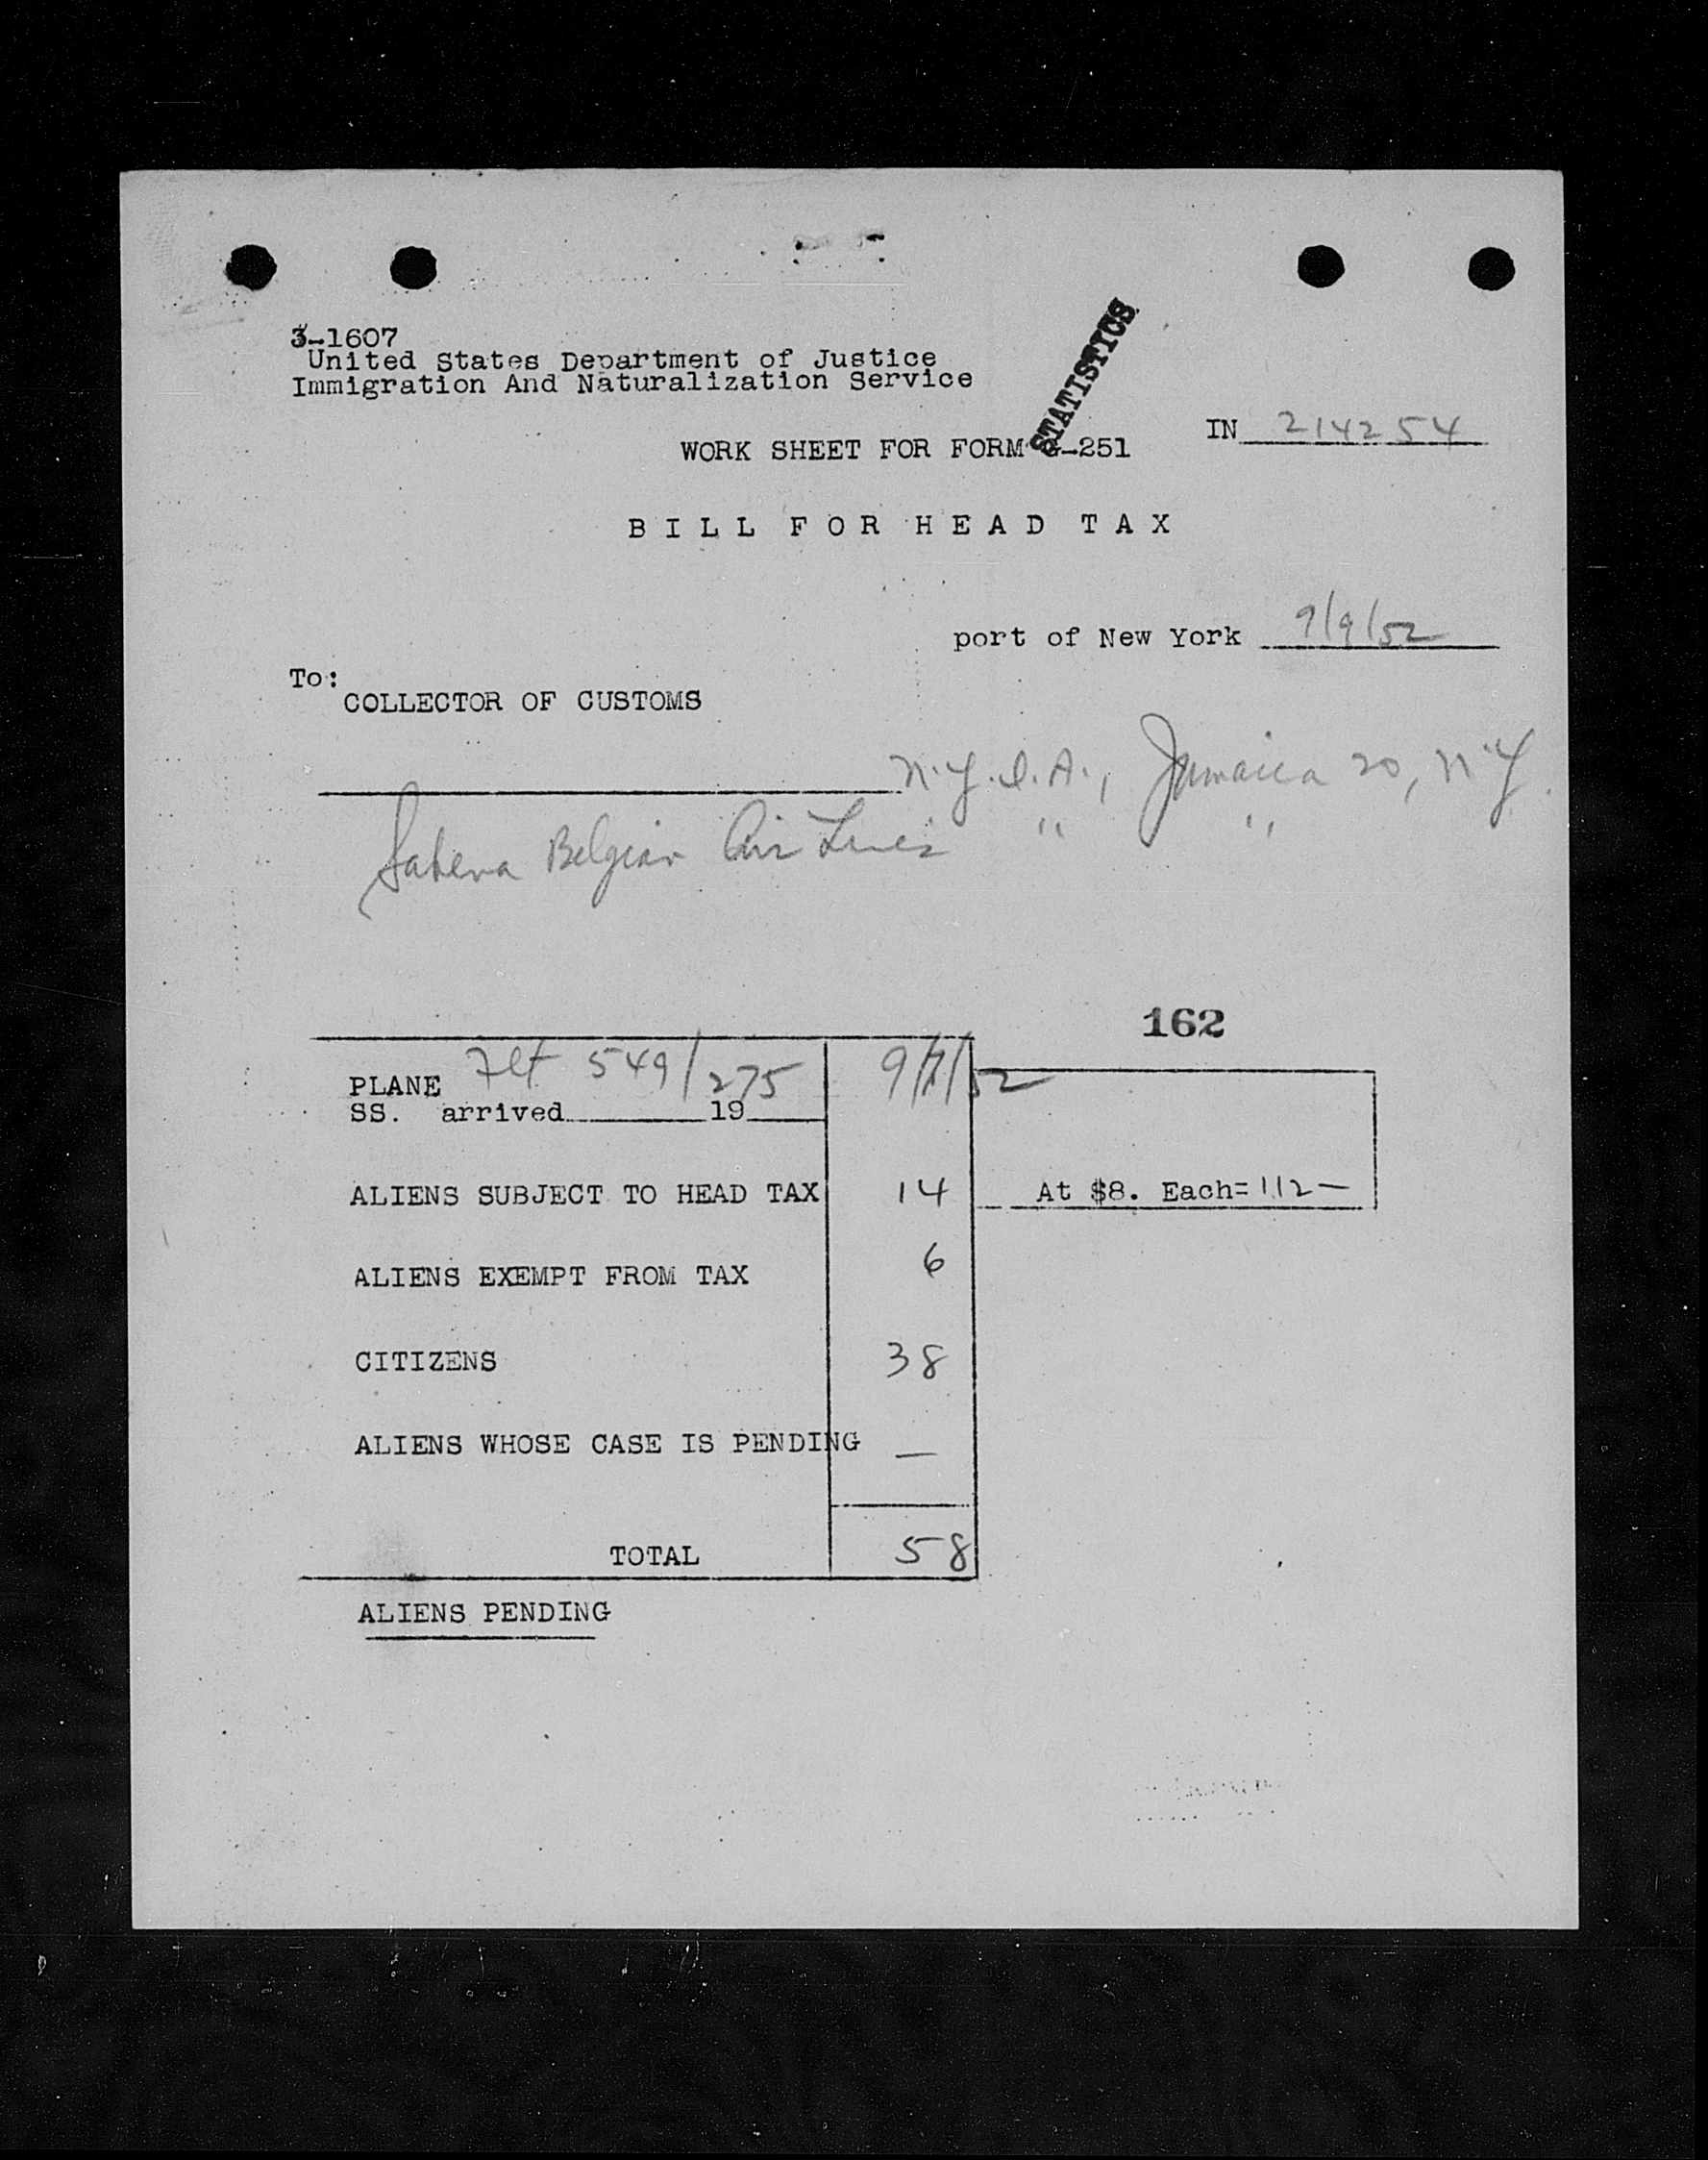 3-1607
United States Department of Justice
Immigration And Naturalization Service
STATISTICS
IN 214254
WORK SHEET FOR FORM G-251
BILL FOR HEAD TAX
port of New York 9/9/52
To:
COLLECTOR OF CUSTOMS
N.Y.I.A., Jamaica 20, N.Y.
Sabena Belgian Air Lines " "
162
PLANE Flt 549/275 9/7/52
SS. arrived 19
ALIENS SUBJECT TO HEAD TAX 14 At $8. Each= 112 —
ALIENS EXEMPT FROM TAX 6
CITIZENS 38
ALIENS WHOSE CASE IS PENDING —
TOTAL 58
ALIENS PENDING